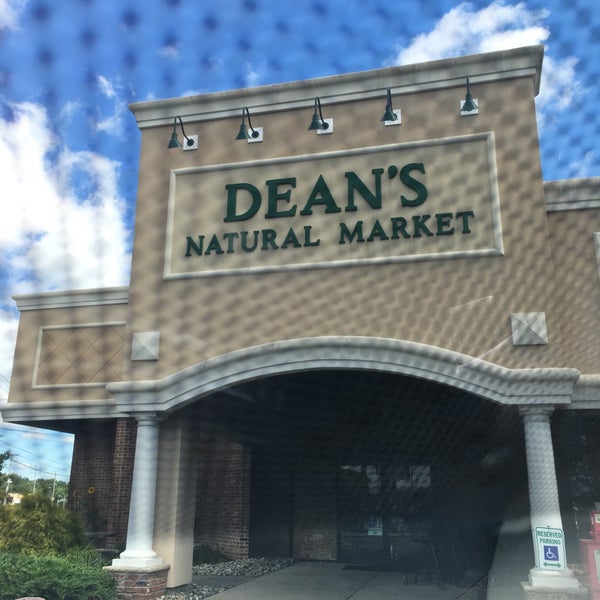 DEAN'S
NATURAL MARKET
RESERVED
PARKING